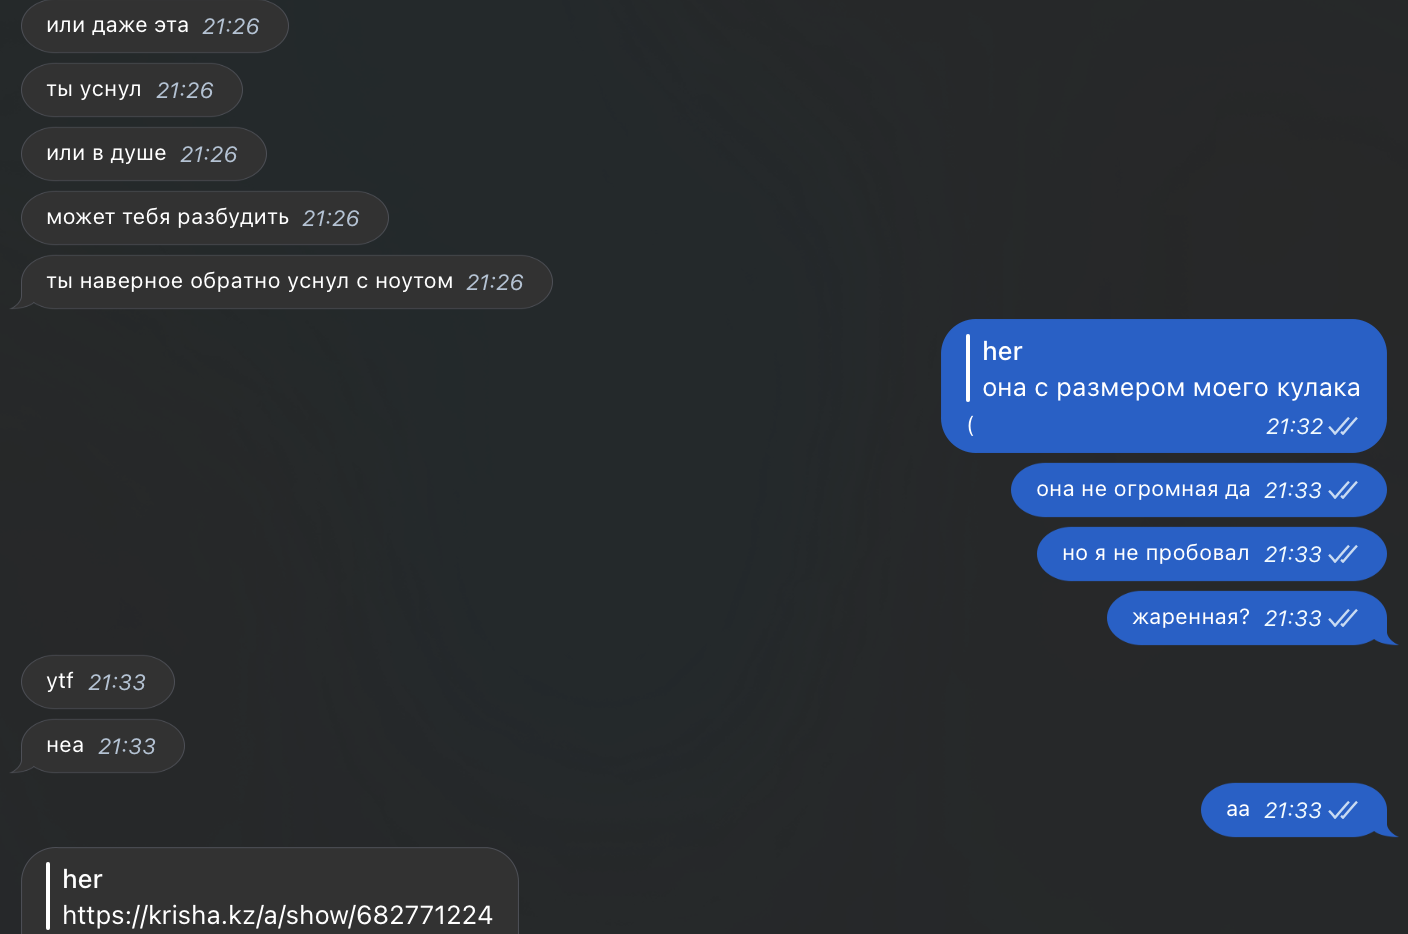 или даже эта 21:26
ты уснул 21:26
или в душе 21:26
может тебя разбудить 21:26
ты наверное обратно уснул с ноутом 21:26
her
она с размером моего кулака
( 21:32
она не огромная да 21:33
но я не пробовал 21:33
жаренная? 21:33
ytf 21:33
неа 21:33
аа 21:33
her
https://krisha.kz/a/show/682771224